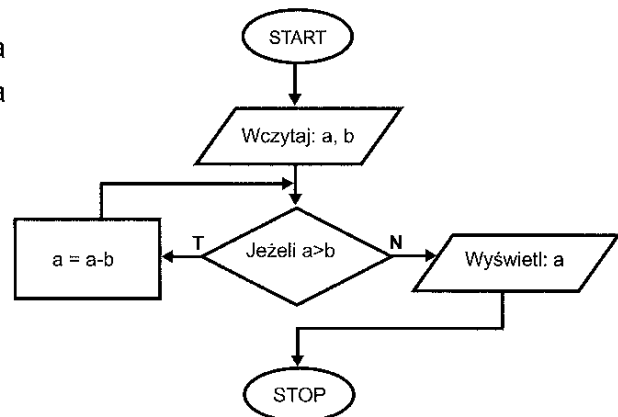 START
a
a
Wczytaj: a, b
T
Jeżeli a>b
N
a = a-b
Wyświetl: a
STOP